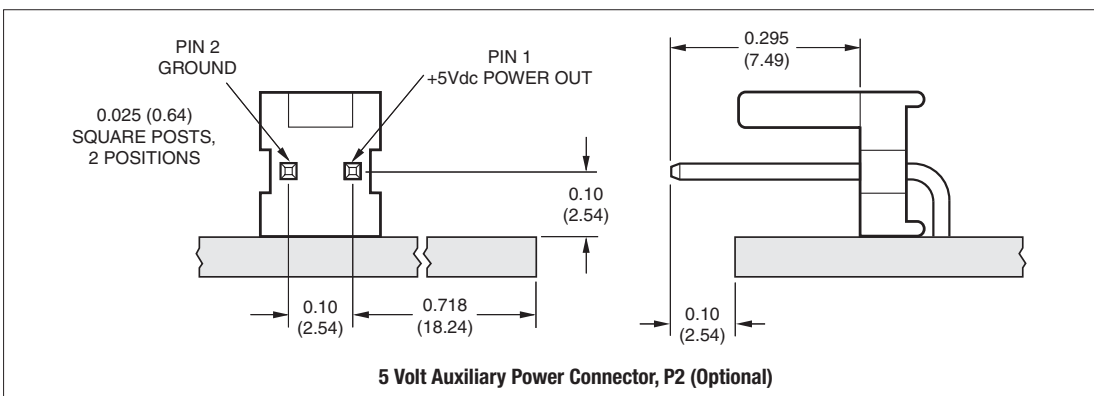 PIN 2
GROUND
PIN 1
+5Vdc POWER OUT
0.025 (0.64)
SQUARE POSTS,
2 POSITIONS
0.10
(2.54)
0.10
(2.54)
0.718
(18.24)
0.295
(7.49)
0.10
(2.54)
5 Volt Auxiliary Power Connector, P2 (Optional)